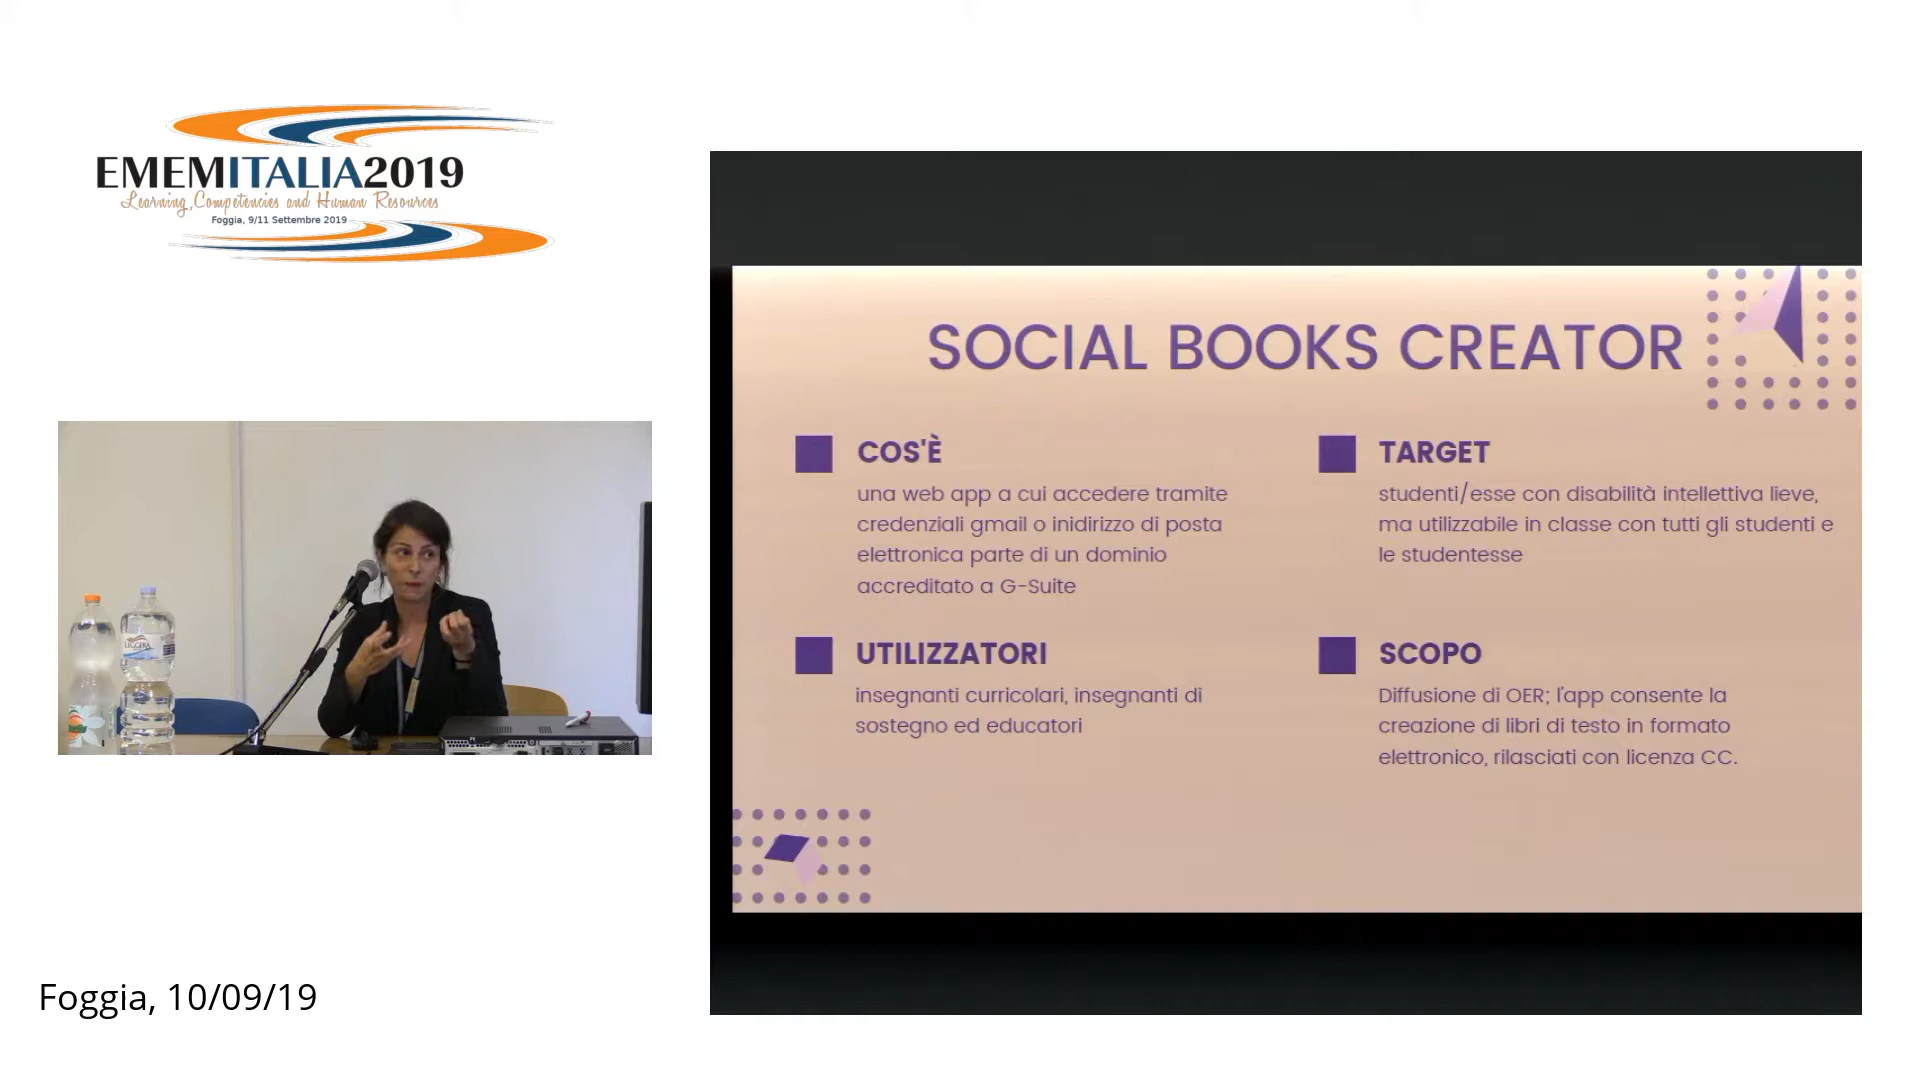 EMEMITALIA2019
Learning, Competencies and Human Resources
Foggia, 9/11 Settembre 2019
SOCIAL BOOKS CREATOR
COS'È
una web app a cui accedere tramite
credenziali gmail o inidirizzo di posta
elettronica parte di un dominio
accreditato a G-Suite
TARGET
studenti/esse con disabilità intellettiva lieve,
ma utilizzabile in classe con tutti gli studenti e
le studentesse
UTILIZZATORI
insegnanti curricolari, insegnanti di
sostegno ed educatori
SCOPO
Diffusione di OER; l'app consente la
creazione di libri di testo in formato
elettronico, rilasciati con licenza CC.
LEGGERA
Foggia, 10/09/19